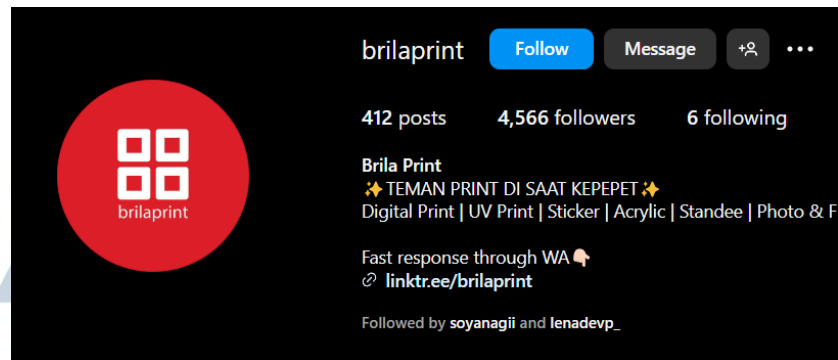 brilaprint Follow Message
412 posts 4,566 followers 6 following
brilaprint
Brila Print
✨TEMAN PRINT DI SAAT KEPEPET✨
Digital Print | UV Print | Sticker | Acrylic | Standee | Photo & F
Fast response through WA👇🏻
linktr.ee/brilaprint
Followed by soyanagii and lenadevp_